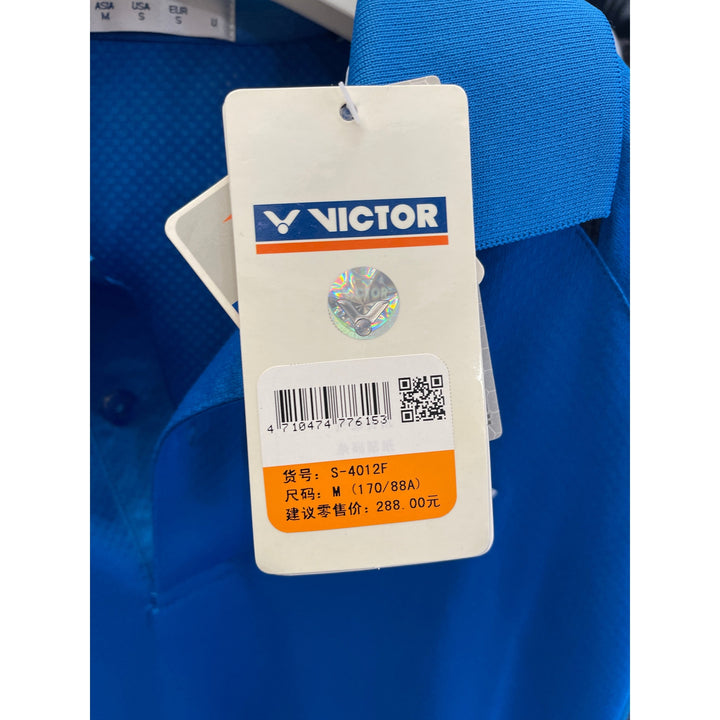 ASIA USA EUR
M S S U
VICTOR
VICTOR
4 710474 776153
货号: S-4012F
尺码: M (170/88A)
建议零售价: 288.00元